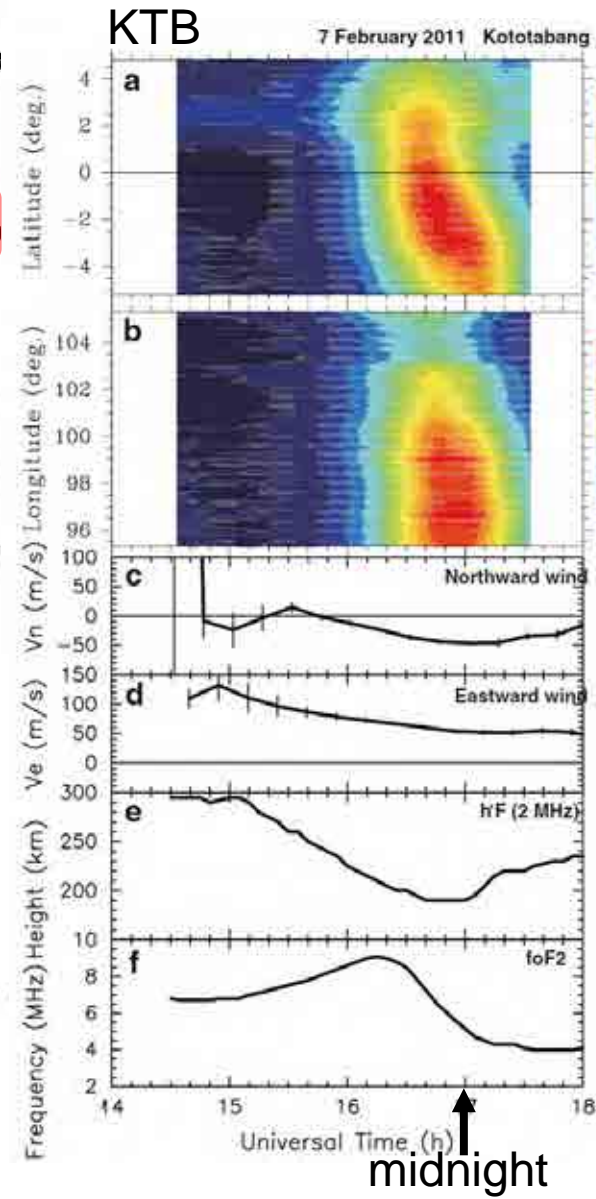 KTB
7 February 2011 Kototabang
a
4
2
0
−2
−4
Latitude (deg.)
b
104
102
100
98
96
Longitude (deg.)
c
Northward wind
100
50
0
−50
Vn (m/s)
d
Eastward wind
150
100
50
0
Ve (m/s)
e
h'F (2 MHz)
300
250
200
Height (km)
f
foF2
10
8
6
4
2
Frequency (MHz)
14 15 16 17 18
Universal Time (h)
midnight